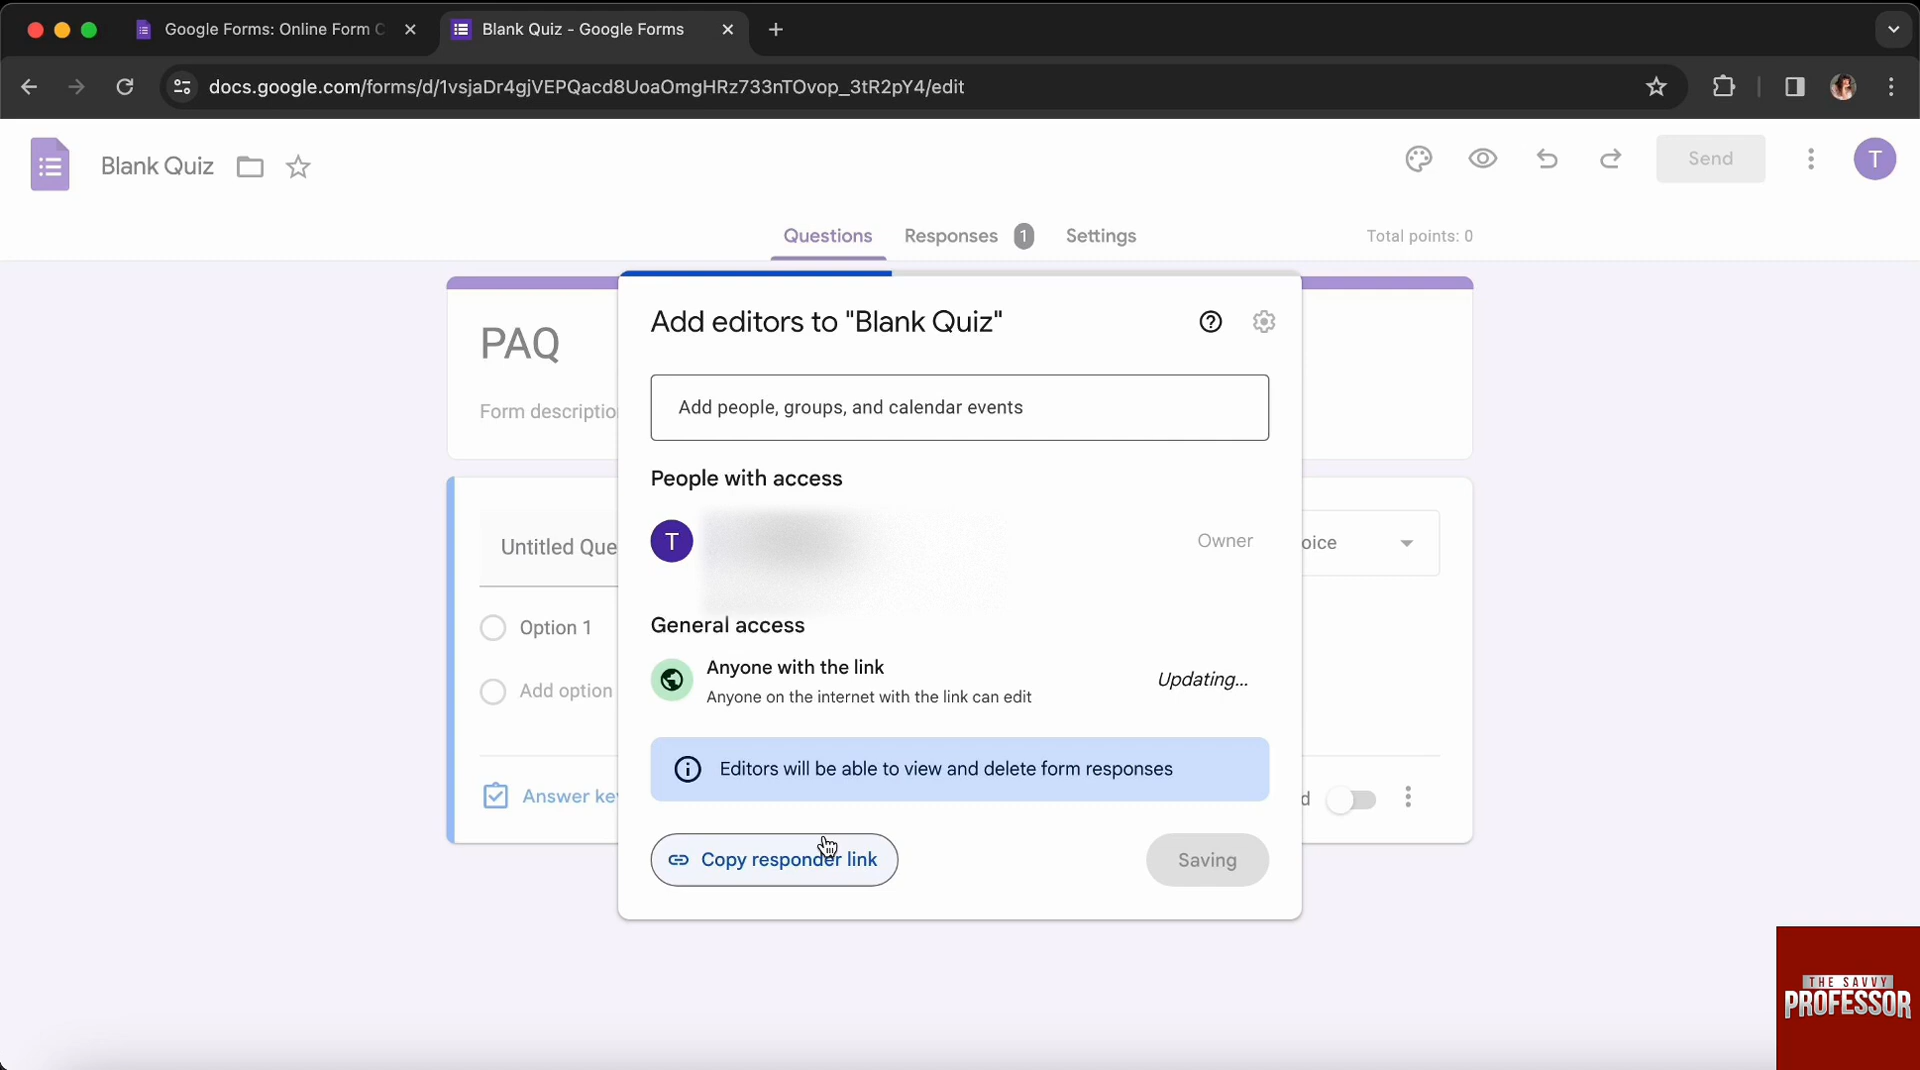 Google Forms: Online Form C
Blank Quiz - Google Forms
docs.google.com/forms/d/1vsjaDr4gjVEPQacd8UoaOmgHRz733nTOvop_3tR2pY4/edit
Blank Quiz
Send
T
Questions
Responses 1
Settings
Total points: 0
PAQ
Form descriptio
Add editors to "Blank Quiz"
Add people, groups, and calendar events
People with access
T
Owner
Untitled Que
oice
Option 1
General access
Anyone with the link
Updating...
Add option
Anyone on the internet with the link can edit
Editors will be able to view and delete form responses
Answer key
d
Copy responder link
Saving
THE SAVVY
PROFESSOR